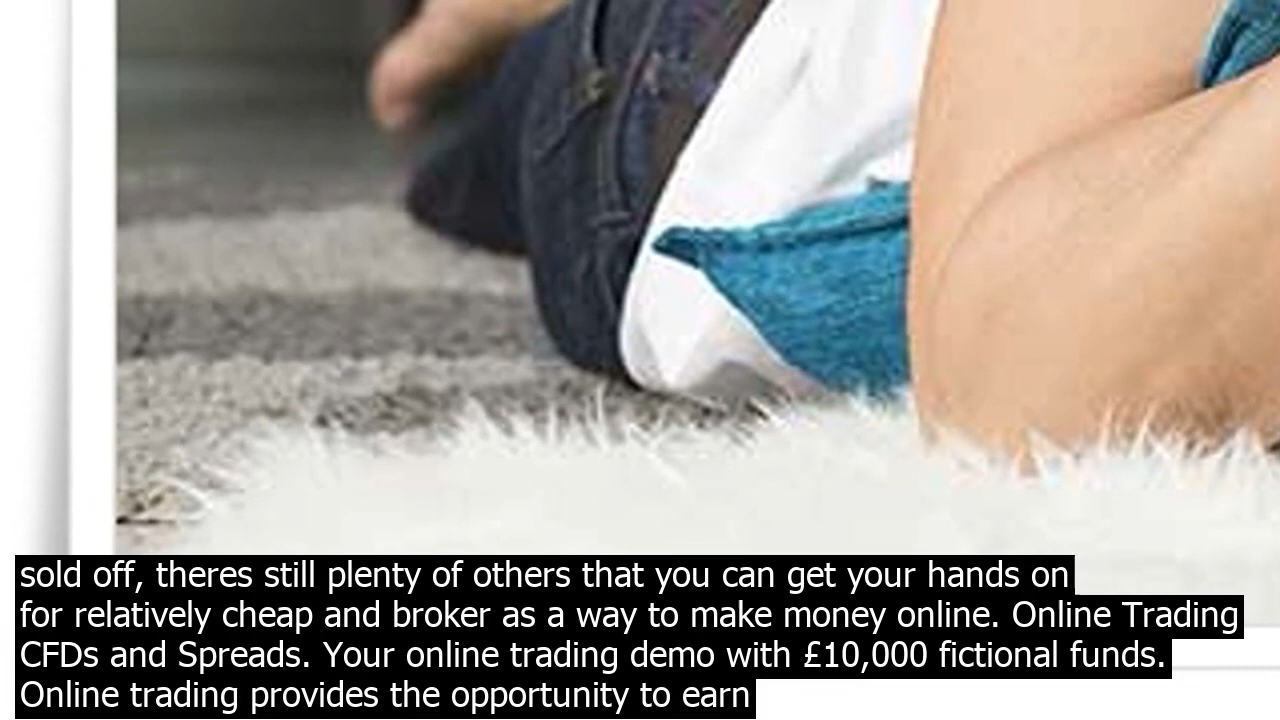 sold off, theres still plenty of others that you can get your hands on
for relatively cheap and broker as a way to make money online. Online Trading
CFDs and Spreads. Your online trading demo with £10,000 fictional funds.
Online trading provides the opportunity to earn